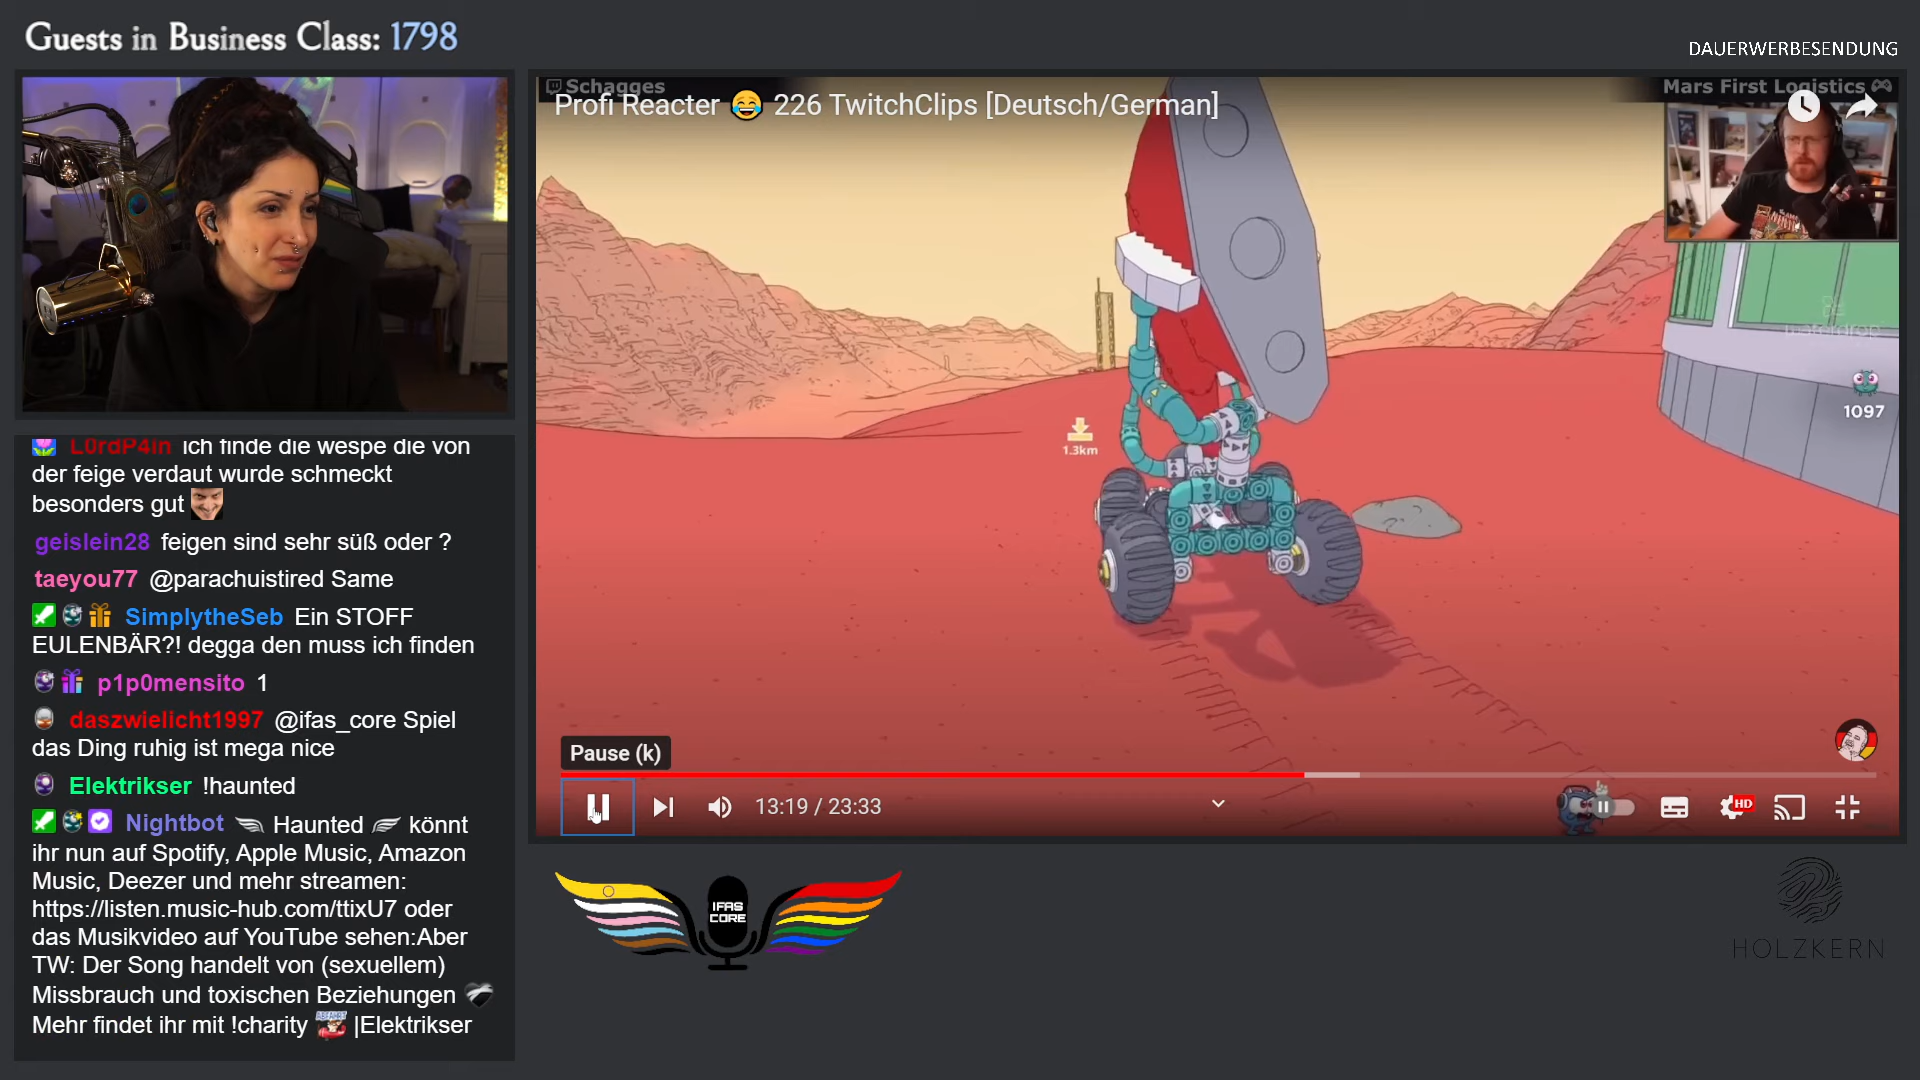 Guests in Business Class: 1798
DAUERWERBESENDUNG
Schagges
Mars First Logistics
Profi Reacter 😂 226 TwitchClips [Deutsch/German]
waterdrop
1097
1.3km
L0rdP4in ich finde die wespe die von
der feige verdaut wurde schmeckt
besonders gut
geislein28 feigen sind sehr süß oder ?
taeyou77 @parachuistired Same
SimplytheSeb Ein STOFF
EULENBÄR?! degga den muss ich finden
p1p0mensito 1
daszwielicht1997 @ifas_core Spiel
das Ding ruhig ist mega nice
Elektrikser !haunted
Nightbot Haunted könnt
ihr nun auf Spotify, Apple Music, Amazon
Music, Deezer und mehr streamen:
https://listen.music-hub.com/ttixU7 oder
das Musikvideo auf YouTube sehen:Aber
TW: Der Song handelt von (sexuellem)
Missbrauch und toxischen Beziehungen
Mehr findet ihr mit !charity |Elektrikser
Pause (k)
13:19 / 23:33
HD
IFAS
CORE
HOLZKERN